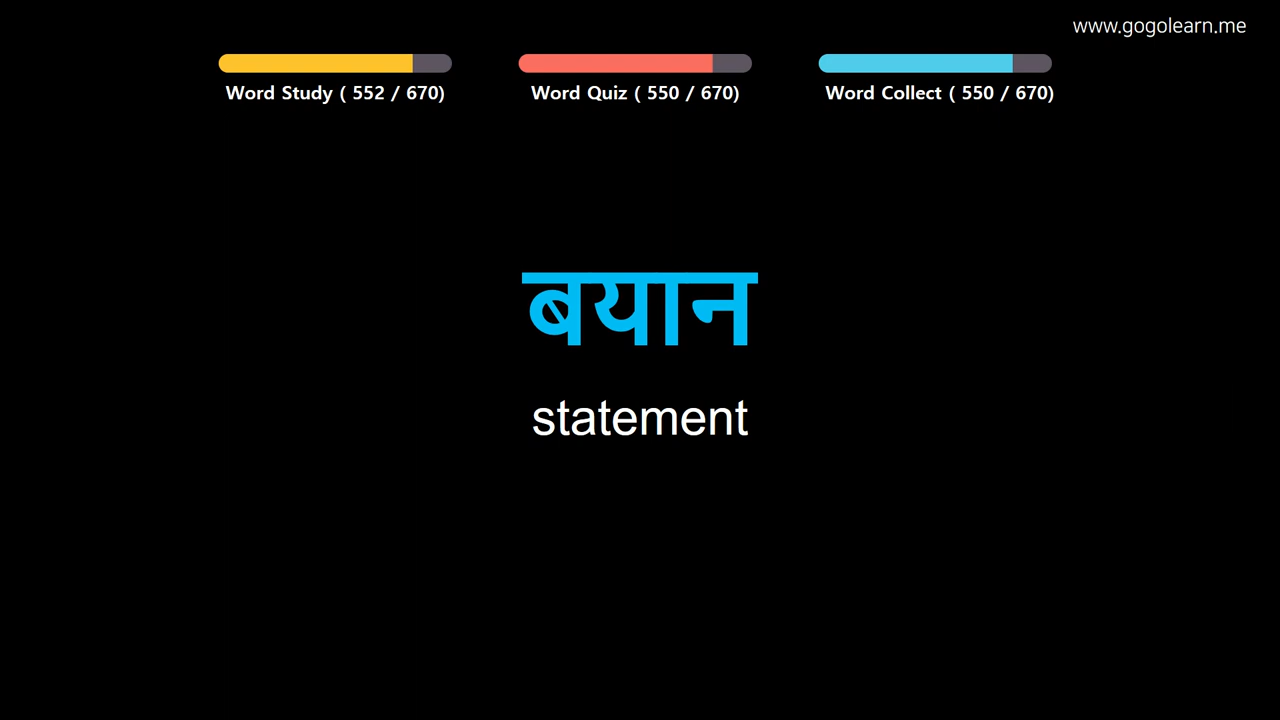 www.gogolearn.me
Word Study ( 552 / 670)
Word Quiz ( 550 / 670)
Word Collect ( 550 / 670)
बयान
statement